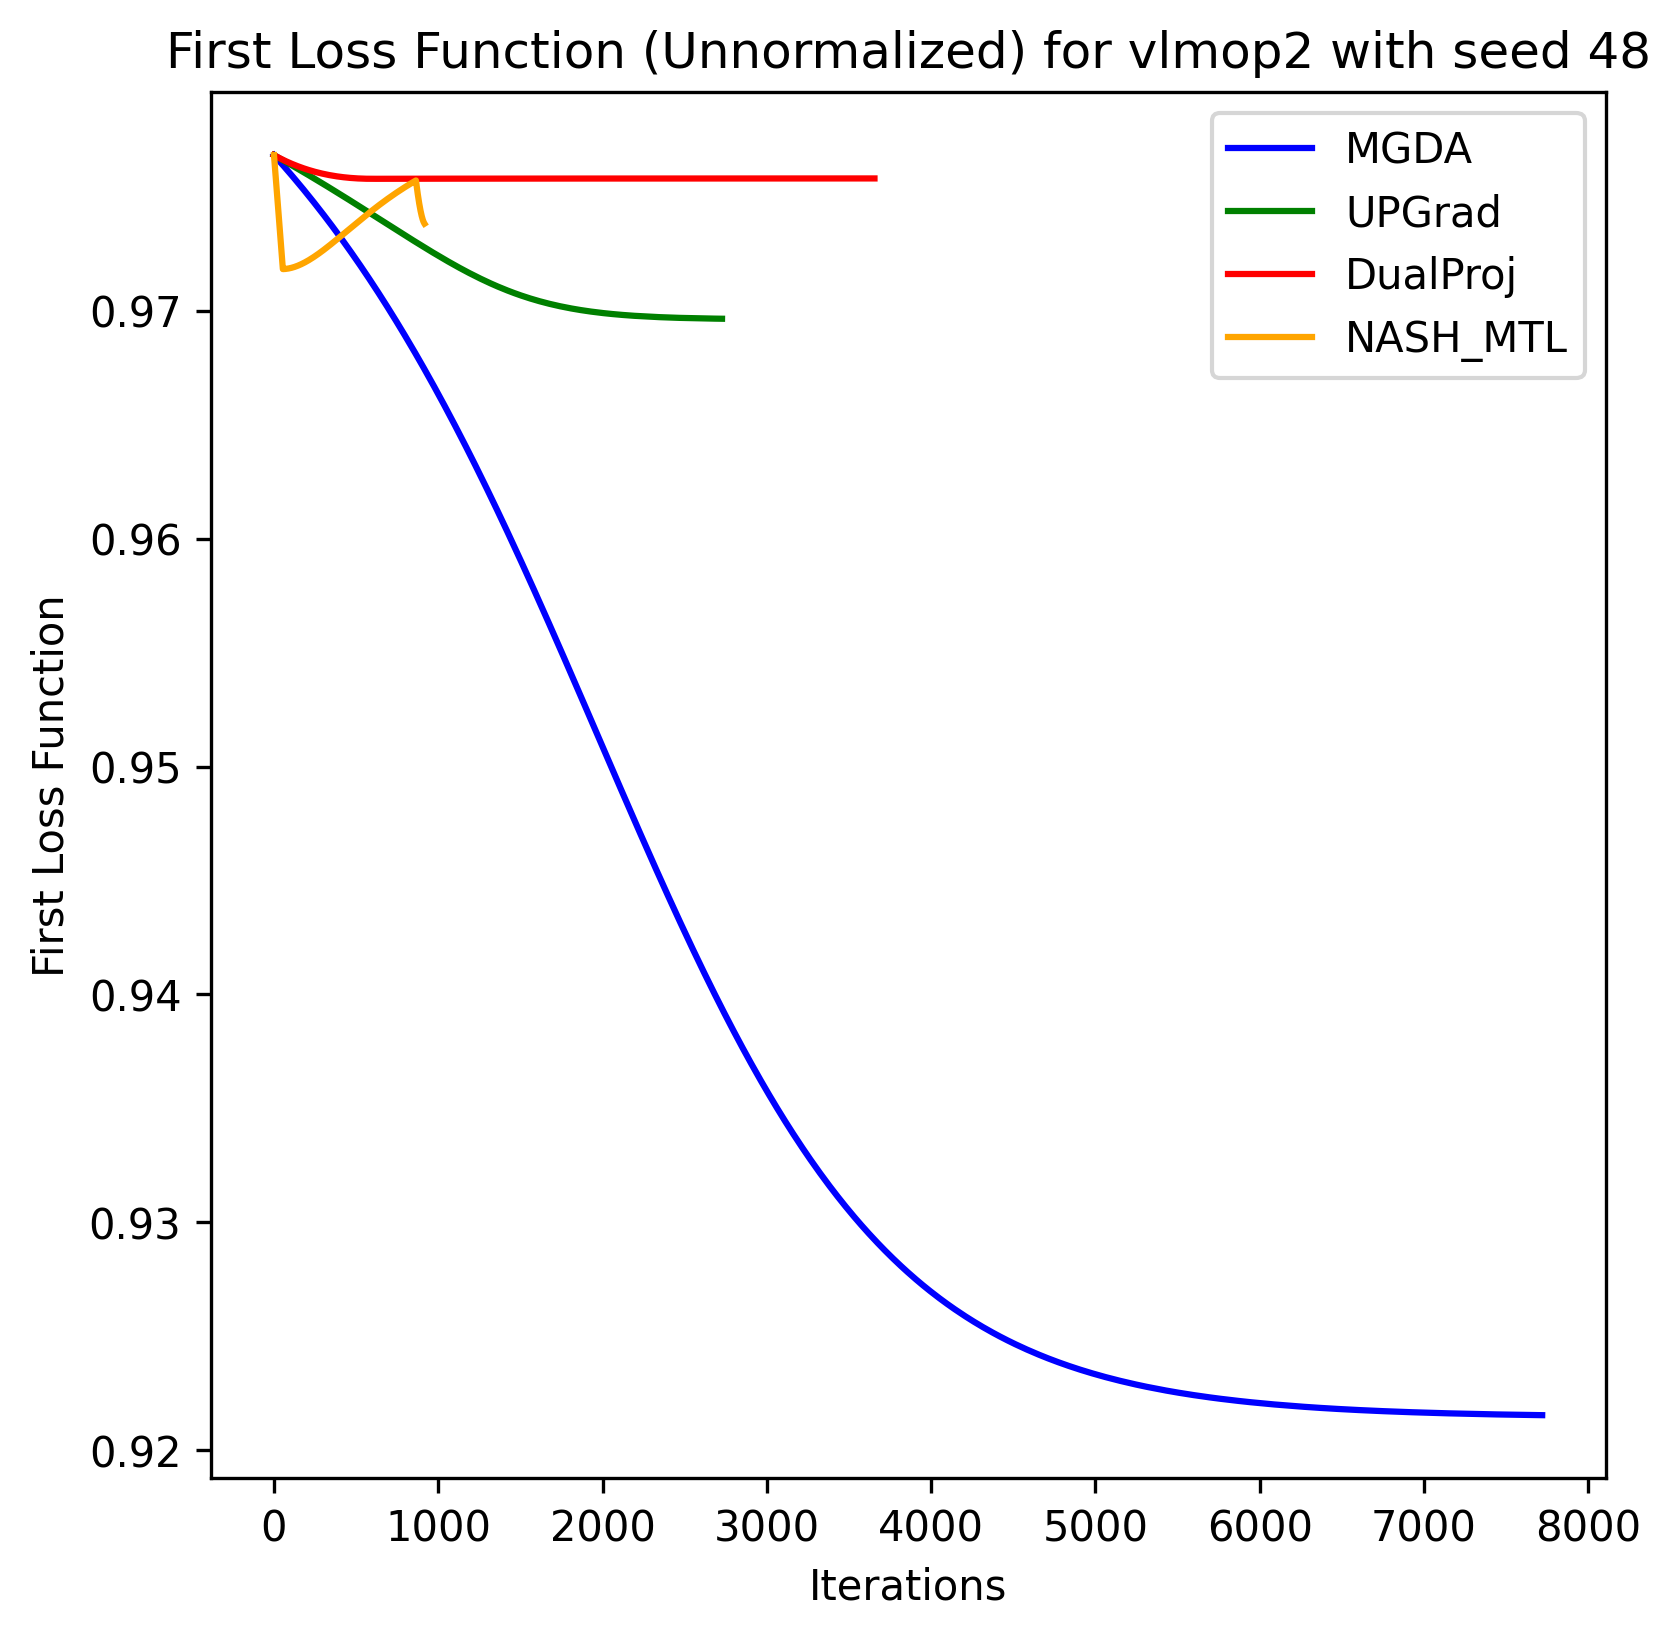 First Loss Function (Unnormalized) for vlmop2 with seed 48
MGDA
UPGrad
DualProj
NASH_MTL
First Loss Function
0.97
0.96
0.95
0.94
0.93
0.92
0 1000 2000 3000 4000 5000 6000 7000 8000
Iterations